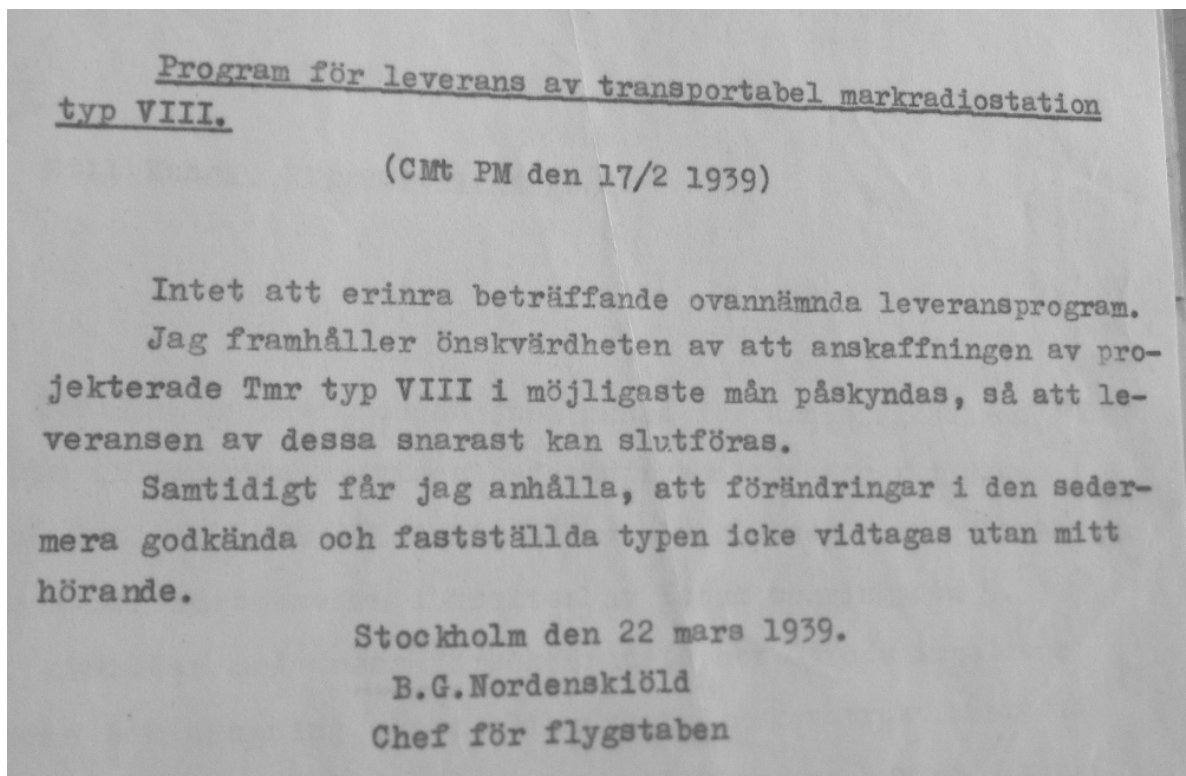 Program för leverans av transportabel markradiostation
typ VIII.
(CMt PM den 17/2 1939)
Intet att erinra beträffande ovannämnda leveransprogram.
Jag framhåller önskvärdheten av att anskaffningen av pro-
jekterade Tmr typ VIII i möjligaste mån påskyndas, så att le-
veransen av dessa snarast kan slutföras.
Samtidigt får jag anhålla, att förändringar i den seder-
mera godkända och fastställda typen icke vidtagas utan mitt
hörande.
Stockholm den 22 mars 1939.
B.G.Nordenskiöld
Chef för flygstaben